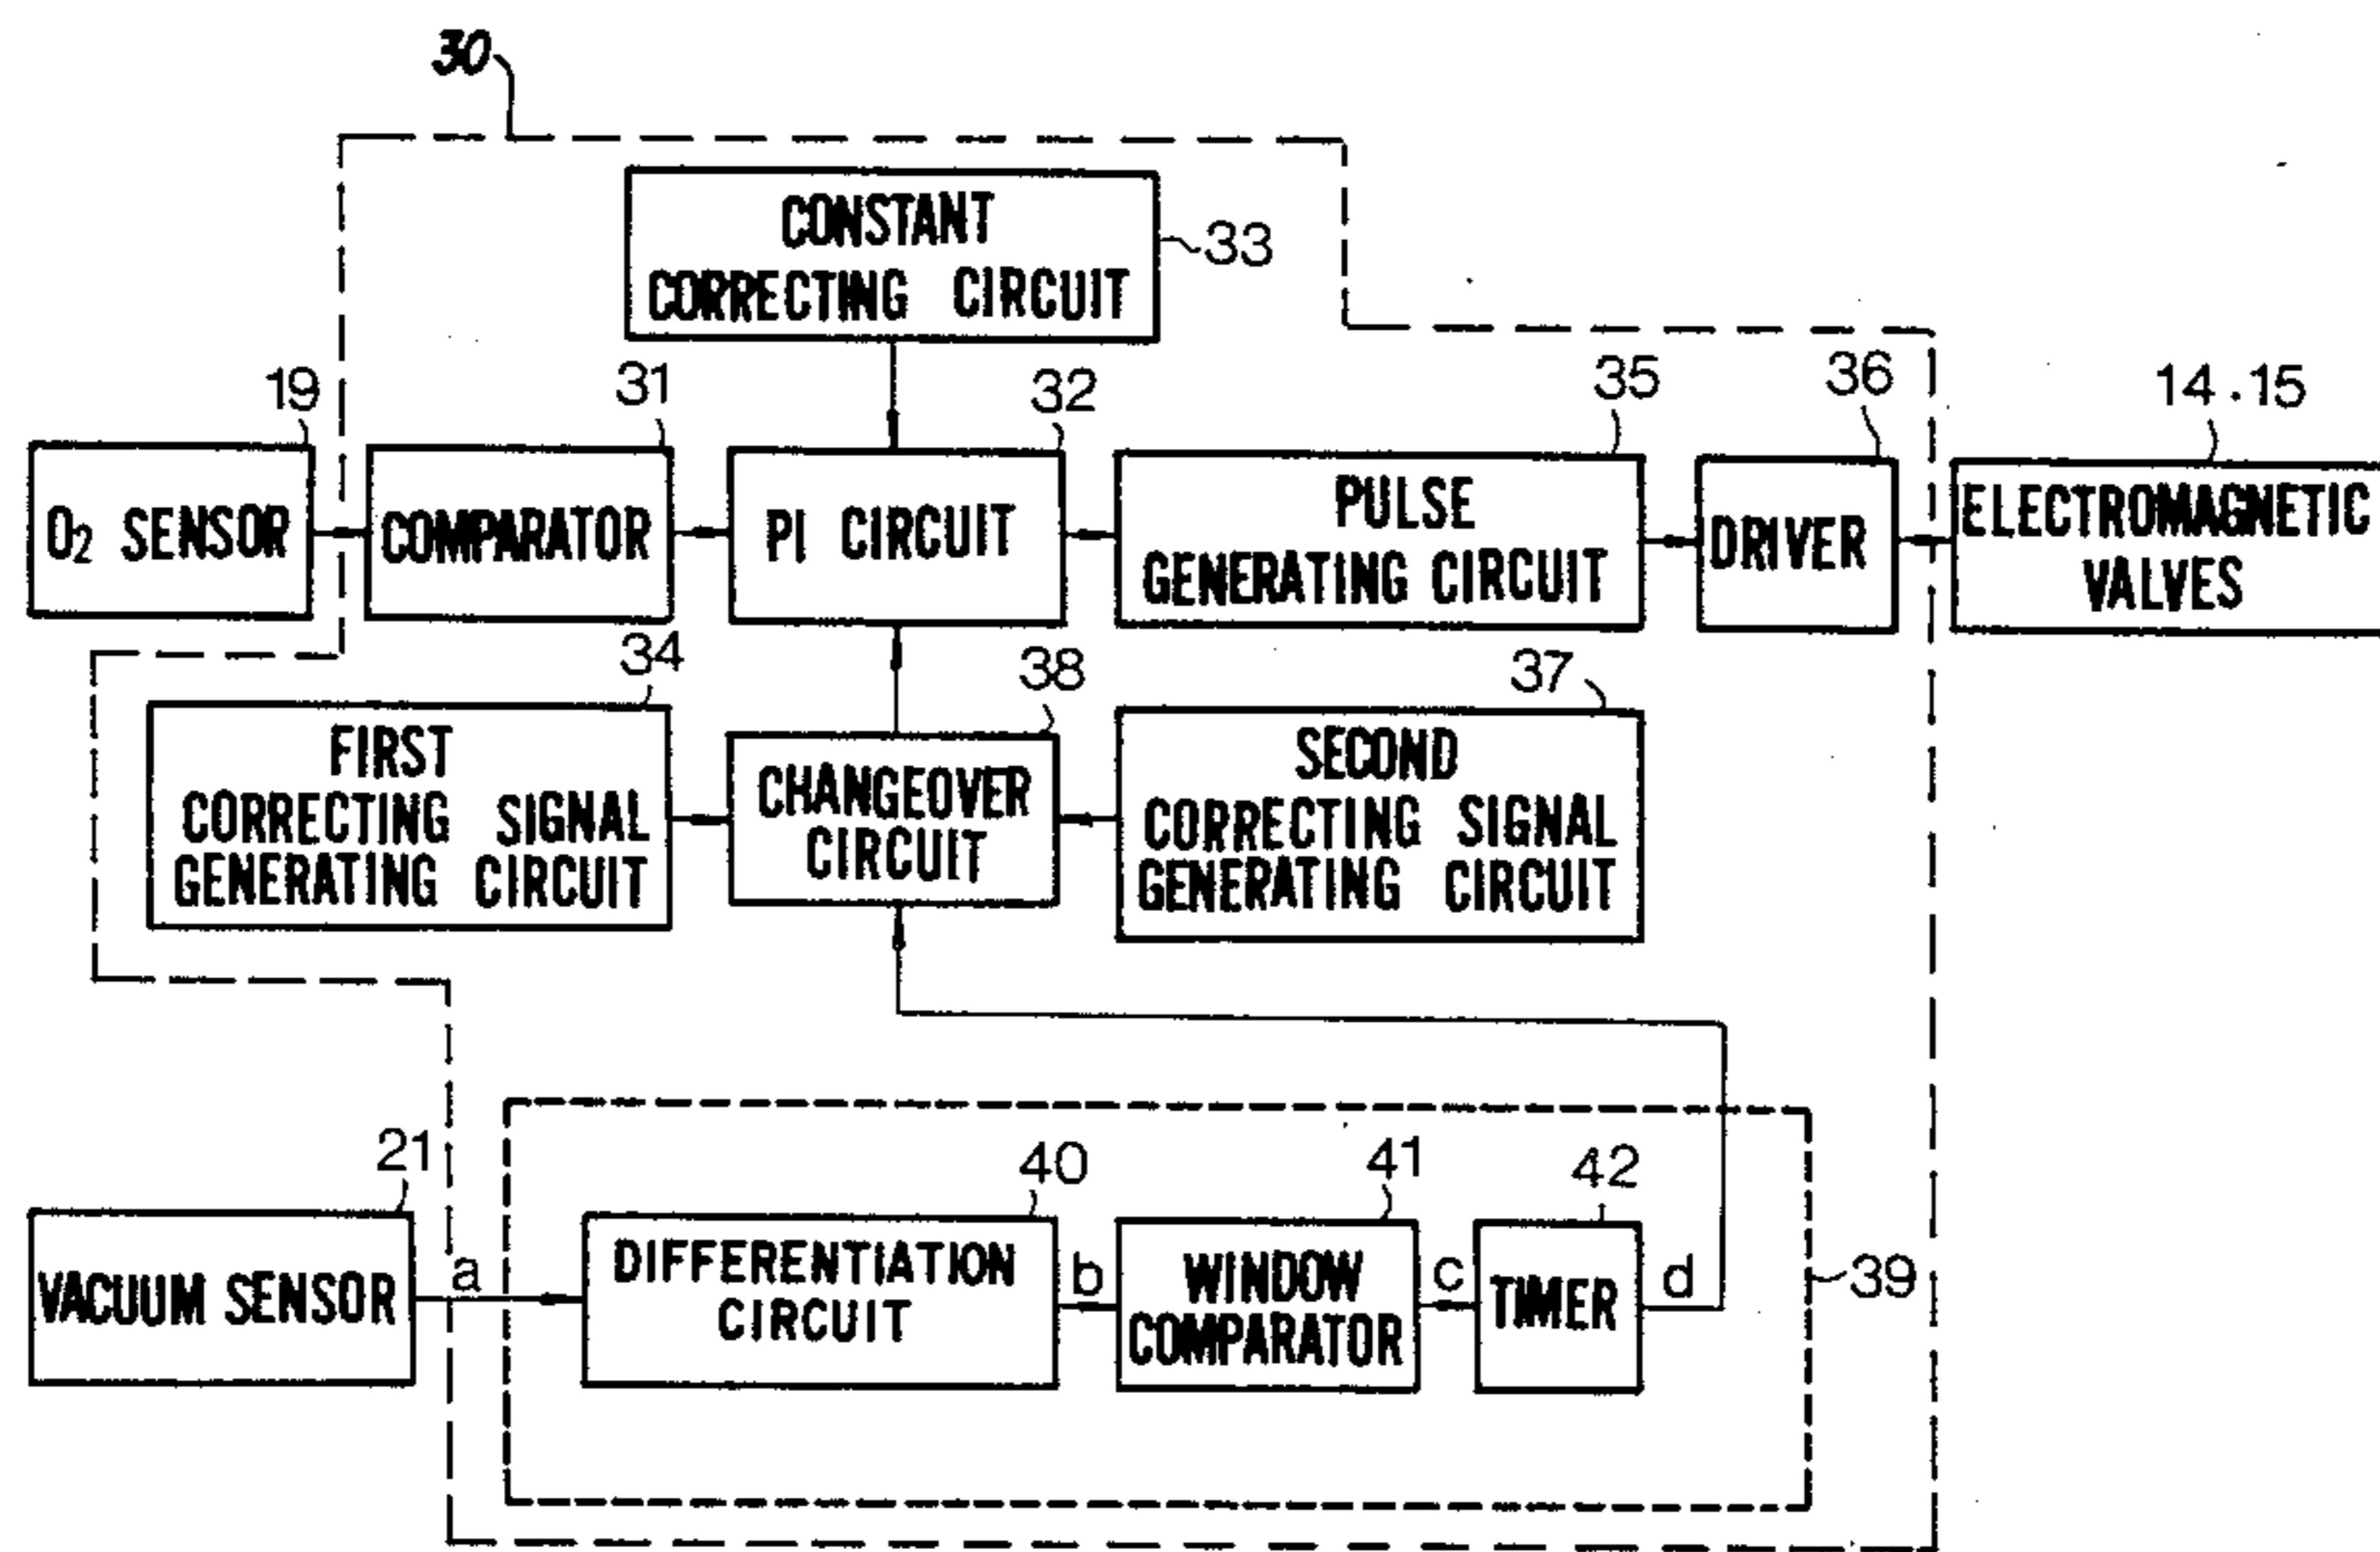 30
CONSTANT
CORRECTING CIRCUIT
33
19
31
32
35
36
14.15
O₂ SENSOR
COMPARATOR
PI CIRCUIT
PULSE
GENERATING CIRCUIT
DRIVER
ELECTROMAGNETIC
VALVES
34
38
37
FIRST
CORRECTING SIGNAL
GENERATING CIRCUIT
CHANGEOVER
CIRCUIT
SECOND
CORRECTING SIGNAL
GENERATING CIRCUIT
21
40
41
42
39
VACUUM SENSOR
a
DIFFERENTIATION
CIRCUIT
b
WINDOW
COMPARATOR
c
TIMER
d